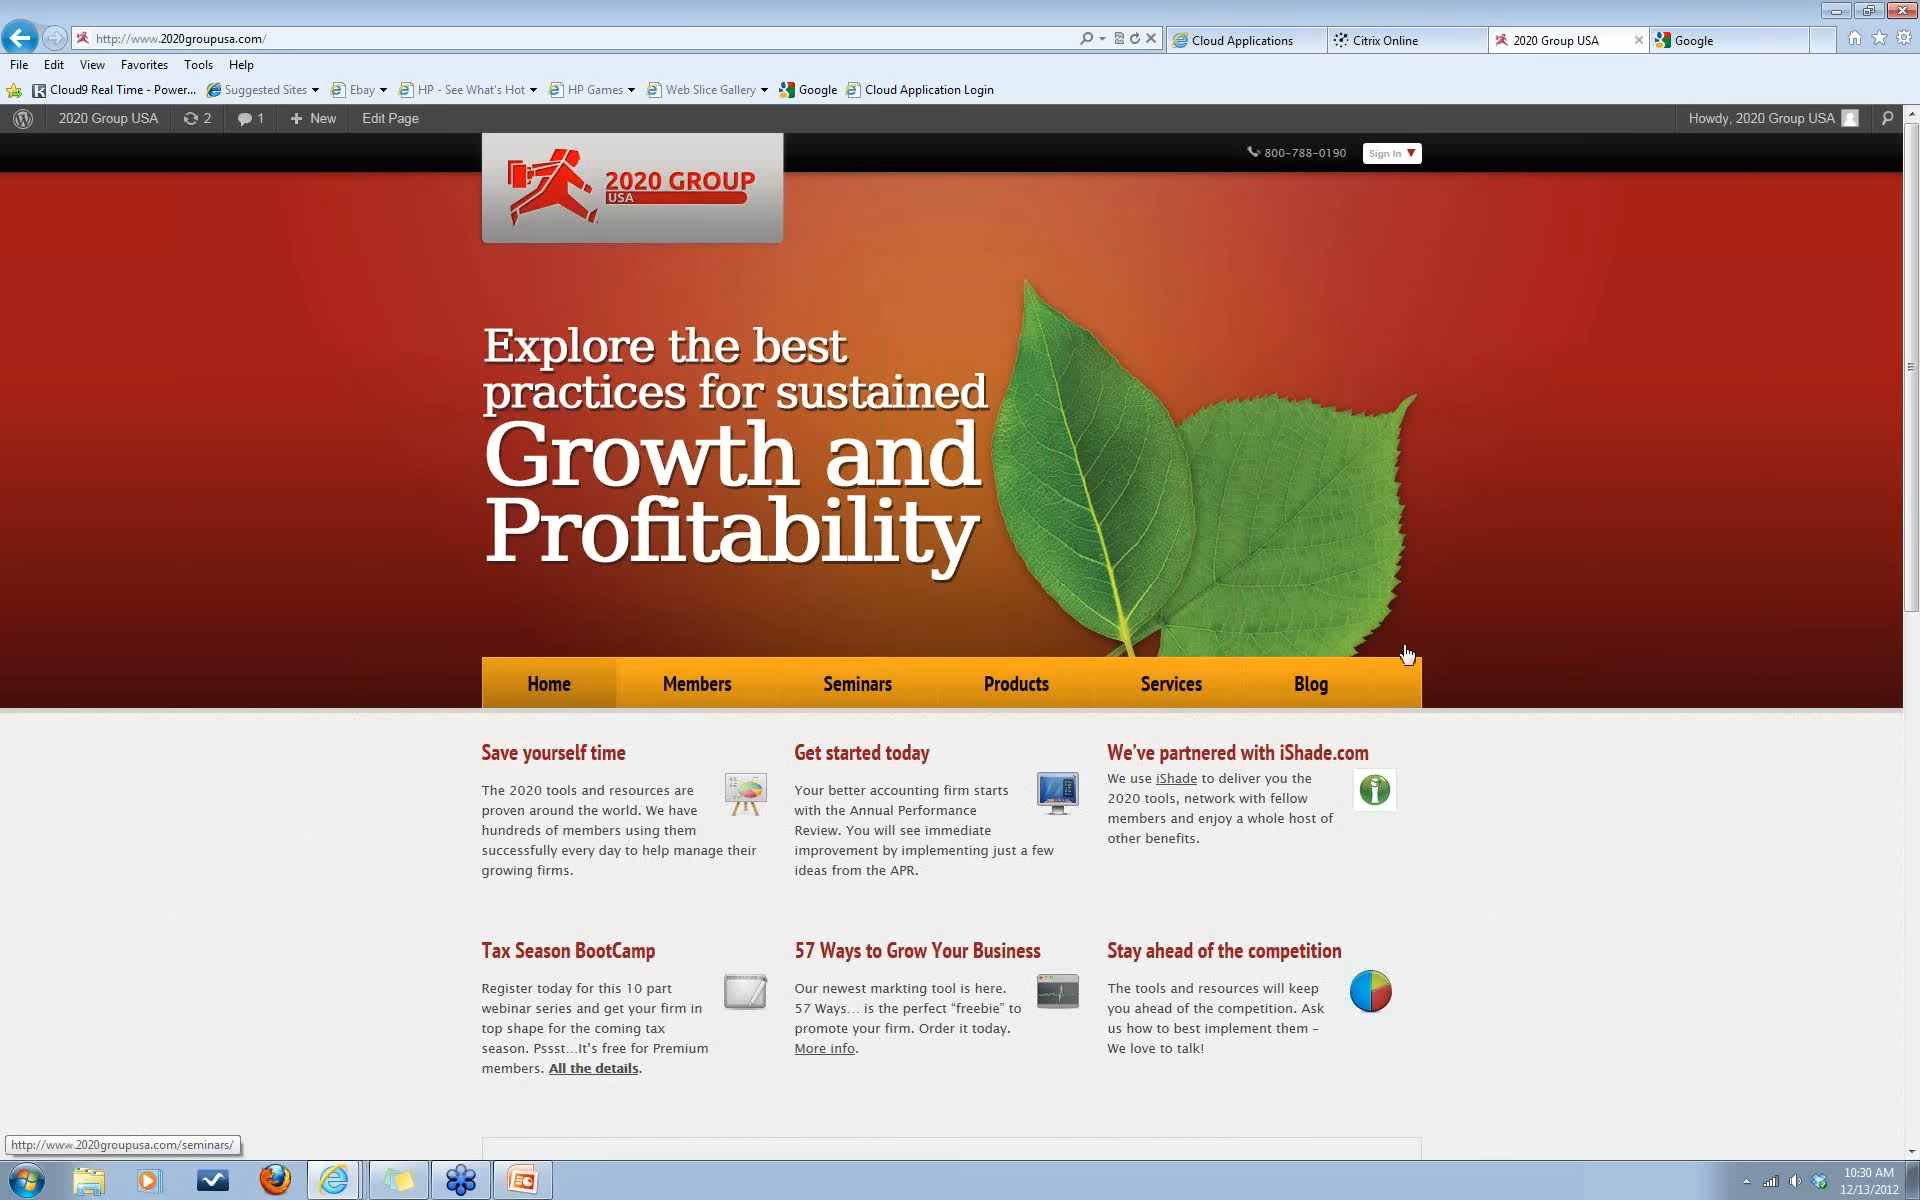 http://www.2020groupusa.com/
Cloud Applications
Citrix Online
2020 Group USA
Google
File Edit View Favorites Tools Help
Cloud9 Real Time - Power... Suggested Sites Ebay HP - See What's Hot HP Games Web Slice Gallery Google Cloud Application Login
2020 Group USA 2 1 New Edit Page Howdy, 2020 Group USA
800-788-0190 Sign In
2020 GROUP
USA
Explore the best
practices for sustained
Growth and
Profitability
Home Members Seminars Products Services Blog
Save yourself time
The 2020 tools and resources are
proven around the world. We have
hundreds of members using them
successfully every day to help manage their
growing firms.
Get started today
Your better accounting firm starts
with the Annual Performance
Review. You will see immediate
improvement by implementing just a few
ideas from the APR.
We've partnered with iShade.com
We use iShade to deliver you the
2020 tools, network with fellow
members and enjoy a whole host of
other benefits.
Tax Season BootCamp
Register today for this 10 part
webinar series and get your firm in
top shape for the coming tax
season. Pssst...It's free for Premium
members. All the details.
57 Ways to Grow Your Business
Our newest markting tool is here.
57 Ways... is the perfect "freebie" to
promote your firm. Order it today.
More info.
Stay ahead of the competition
The tools and resources will keep
you ahead of the competition. Ask
us how to best implement them –
We love to talk!
http://www.2020groupusa.com/seminars/
10:30 AM
12/13/2012